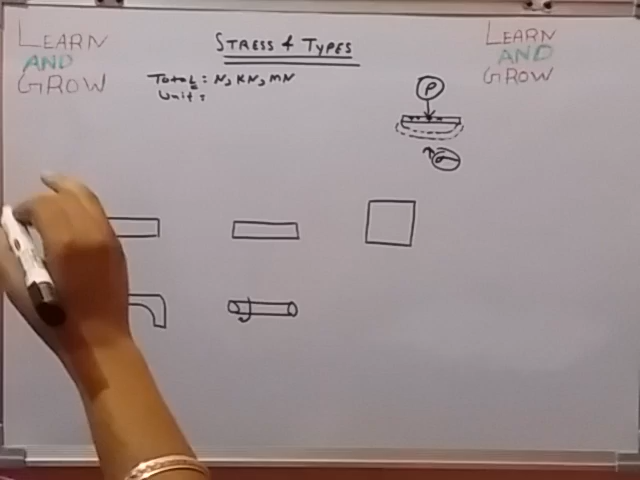 LEARN
AND
GROW
STRESS & TYPES
Total: N, KN, MN
Unit:
P
σ
LEARN
AND
GROW